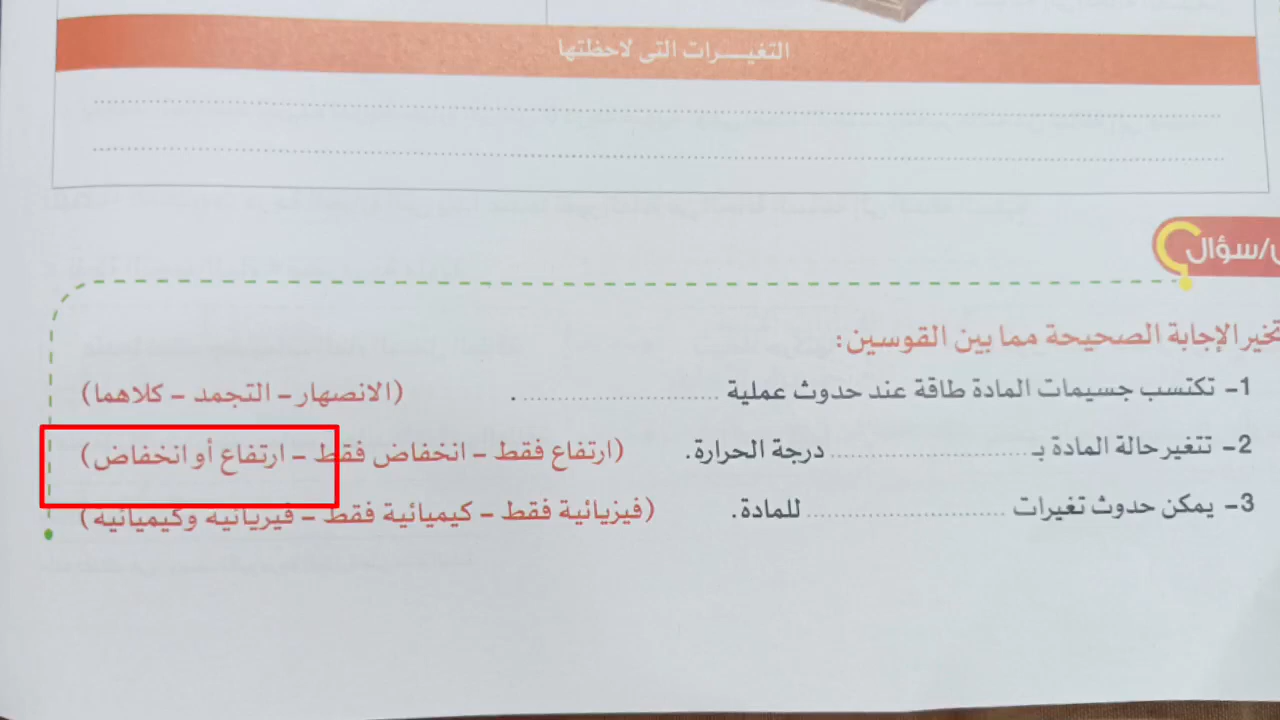 التغيـــرات التى لاحظتها
س/سؤال
تخير الإجابة الصحيحة مما بين القوسين:
1- تكتسب جسيمات المادة طاقة عند حدوث عملية ........................ . (الانصهار - التجمد - كلاهما)
2- تتغير حالة المادة بـ ........................ درجة الحرارة. (ارتفاع فقط - انخفاض فقط - ارتفاع أو انخفاض)
3- يمكن حدوث تغيرات ........................ للمادة. (فيزيائية فقط - كيميائية فقط - فيزيائية وكيميائية)